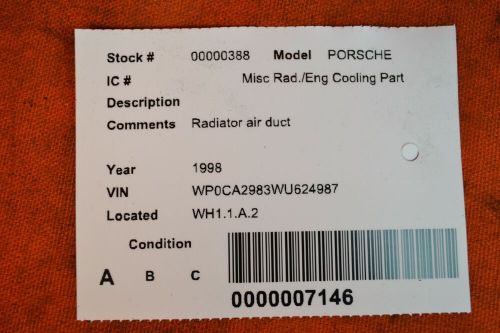 Stock # 00000388 Model PORSCHE
IC # Misc Rad./Eng Cooling Part
Description
Comments Radiator air duct
Year 1998
VIN WP0CA2983WU624987
Located WH1.1.A.2
Condition
A B C
0000007146